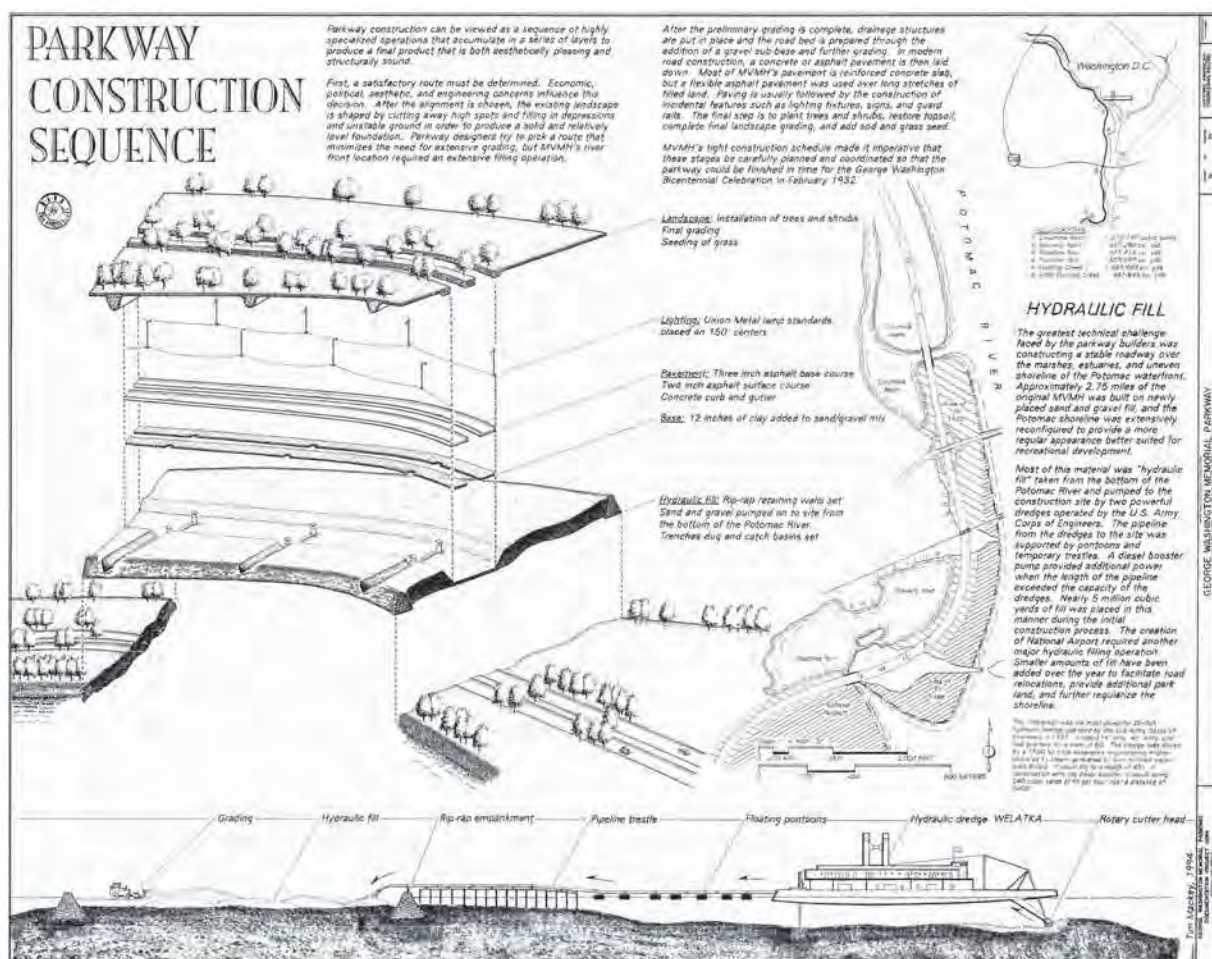 PARKWAY
CONSTRUCTION
SEQUENCE
Parkway construction can be viewed as a sequence of highly
specialized operations that accumulate in a series of layers to
produce a final product that is both aesthetically pleasing and
structurally sound.
First, a satisfactory route must be determined. Economic,
political, aesthetic, and engineering concerns influence this
decision. After the alignment is chosen, the existing landscape
is shaped by cutting away high spots and filling in depressions
and unstable ground in order to produce a solid and relatively
level foundation. Parkway designers try to pick a route that
minimizes the need for extensive grading, but MVMH's river
front location required an extensive filling operation.
After the preliminary grading is complete, drainage structures
are put in place and the road bed is prepared through the
addition of a gravel sub-base and further grading. In modern
road construction, a concrete or asphalt pavement is then laid
down. Most of MVMH's pavement is reinforced concrete slab,
but a flexible asphalt pavement was used over long stretches of
filled land. Paving is usually followed by the construction of
incidental features such as lighting fixtures, signs, and guard
rails. The final step is to plant trees and shrubs, restore topsoil,
complete final landscape grading, and add sod and grass seed.
MVMH's tight construction schedule made it imperative that
these stages be carefully planned and coordinated so that the
parkway could be finished in time for the George Washington
Bicentennial Celebration in February 1932.
Washington D.C.
Landscape: Installation of trees and shrubs
Final grading
Seeding of grass
Lighting: Union Metal lamp standards
placed on 150' centers
Pavement: Three inch asphalt base course
Two inch asphalt surface course
Concrete curb and gutter
Base: 12 inches of clay added to sand/gravel mix
Hydraulic fill: Rip-rap retaining walls set
Sand and gravel pumped on to site from
the bottom of the Potomac River
Trenches dug and catch basins set
POTOMAC RIVER
HYDRAULIC FILL
The greatest technical challenge
faced by the parkway builders was
constructing a stable roadway over
the marshes, estuaries, and uneven
shoreline of the Potomac waterfront.
Approximately 2.75 miles of the
original MVMH was built on newly
placed sand and gravel fill, and the
Potomac shoreline was extensively
reconfigured to provide a more
regular appearance better suited for
recreational development.
Most of this material was "hydraulic
fill" taken from the bottom of the
Potomac River and pumped to the
construction site by two powerful
dredges operated by the U.S. Army
Corps of Engineers. The pipeline
from the dredges to the site was
supported by pontoons and
temporary trestles. A diesel booster
pump provided additional power
when the length of the pipeline
exceeded the capacity of the
dredges. Nearly 5 million cubic
yards of fill was placed in this
manner during the initial
construction process. The creation
of National Airport required another
major hydraulic filling operation.
Smaller amounts of fill have been
added over the year to facilitate road
relocations, provide additional park
land, and further regularize the
shoreline.
Grading
Hydraulic fill
Rip-rap embankment
Pipeline trestle
Floating pontoons
Hydraulic dredge WELATKA
Rotary cutter head
Tim Mackey, 1994
GEORGE WASHINGTON MEMORIAL PARKWAY